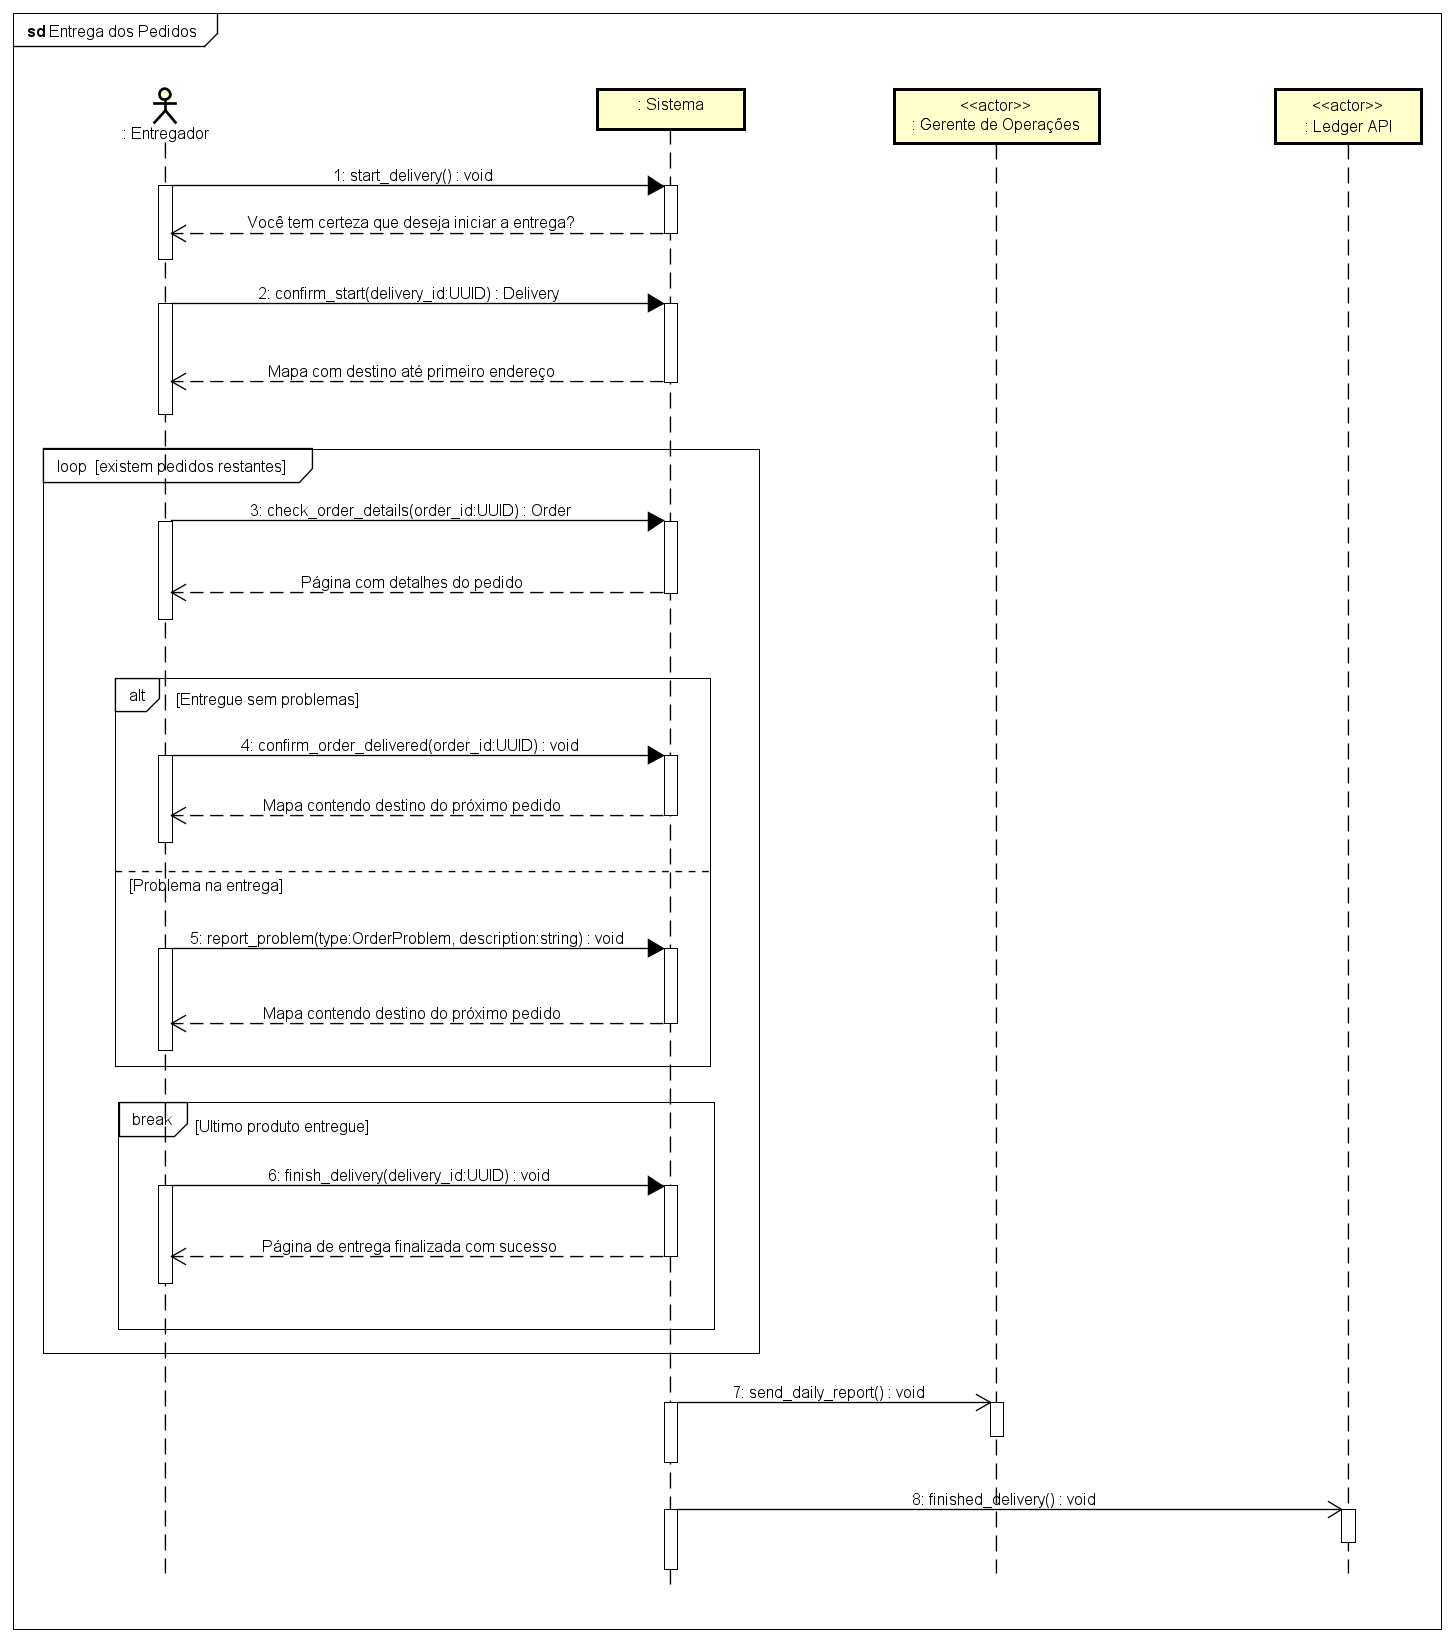 sd Entrega dos Pedidos
: Entregador
: Sistema
<<actor>>
: Gerente de Operações
<<actor>>
: Ledger API
1: start_delivery() : void
Você tem certeza que deseja iniciar a entrega?
2: confirm_start(delivery_id:UUID) : Delivery
Mapa com destino até primeiro endereço
loop [existem pedidos restantes]
3: check_order_details(order_id:UUID) : Order
Página com detalhes do pedido
alt [Entregue sem problemas]
4: confirm_order_delivered(order_id:UUID) : void
Mapa contendo destino do próximo pedido
[Problema na entrega]
5: report_problem(type:OrderProblem, description:string) : void
Mapa contendo destino do próximo pedido
break [Ultimo produto entregue]
6: finish_delivery(delivery_id:UUID) : void
Página de entrega finalizada com sucesso
7: send_daily_report() : void
8: finished_delivery() : void